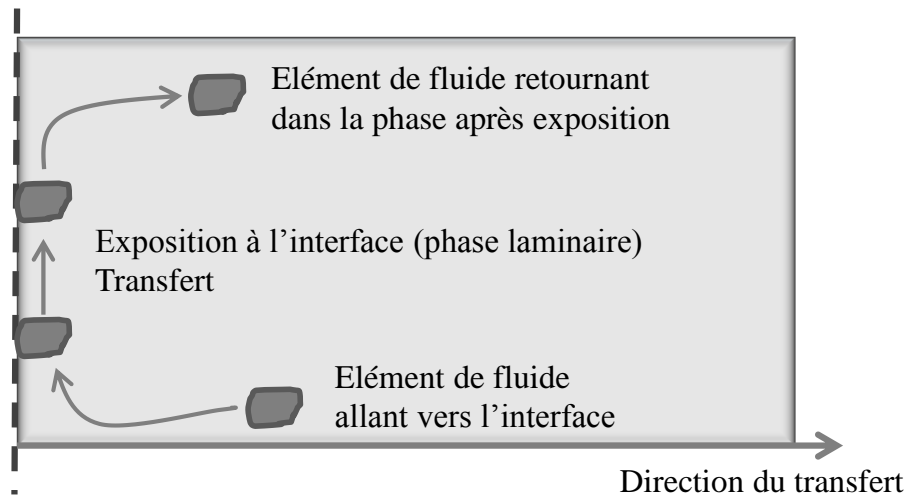 Elément de fluide retournant
dans la phase après exposition
Exposition à l’interface (phase laminaire)
Transfert
Elément de fluide
allant vers l’interface
Direction du transfert